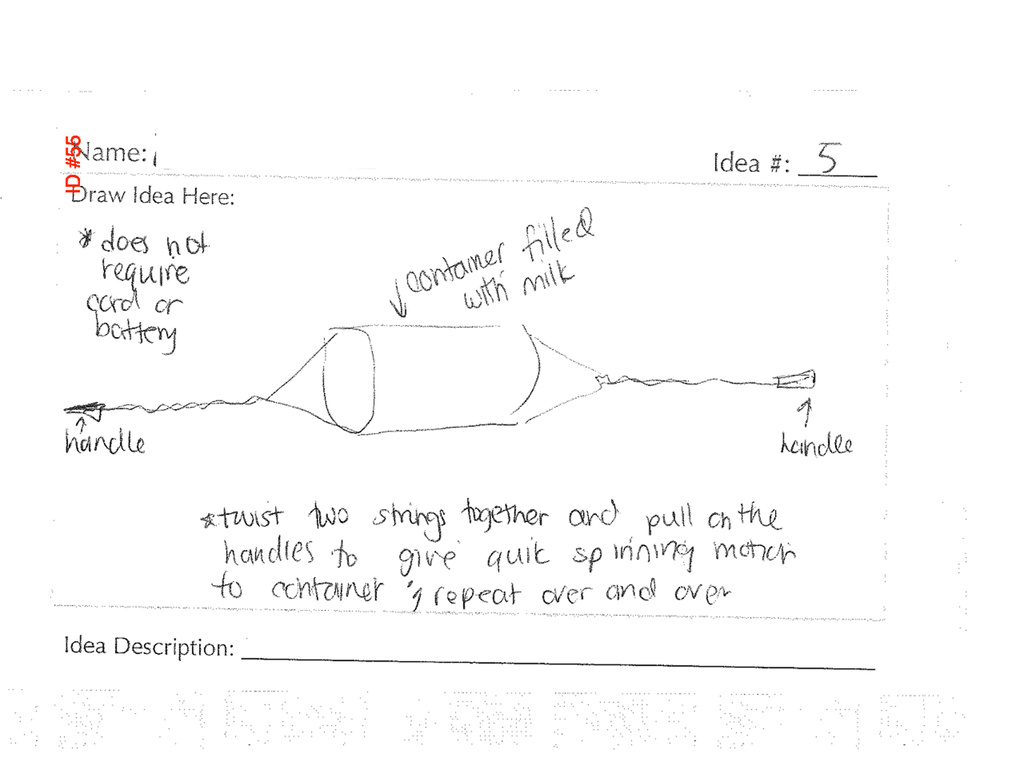 ID #55
Name:
Idea #: 5
Draw Idea Here:
* does not
require
cord or
battery
container filled
with milk
handle
handle
*twist two strings together and pull on the
handles to give quik spinning motion
to container & repeat over and over
Idea Description: